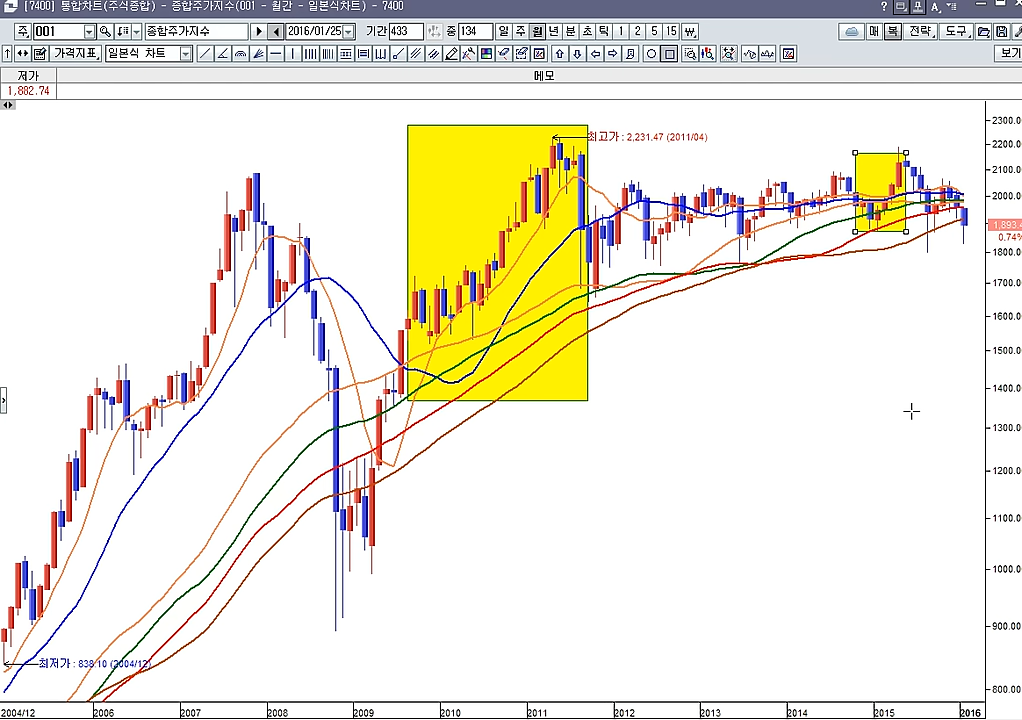 [7400] 통합차트(주식종합) - 종합주가지수(001 - 월간 - 일본식차트) - 7400
주, 001 종합주가지수 2016/01/25 기간 433 중 134 일 주 월 년 분 초 틱 1 2 5 15 매 복 전략, 도구,
가격지표, 일본식 차트 보기
저가 메모
1,882.74
최고가 : 2,231.47 (2011/04)
2300.00
2200.00
2100.00
2000.00
1,893
0.74%
1800.00
1700.00
1600.00
1500.00
1400.00
1300.00
1200.00
1100.00
1000.00
900.00
800.00
최저가 : 838.10 (2004/12)
2004/12 2006 2007 2008 2009 2010 2011 2012 2013 2014 2015 2016